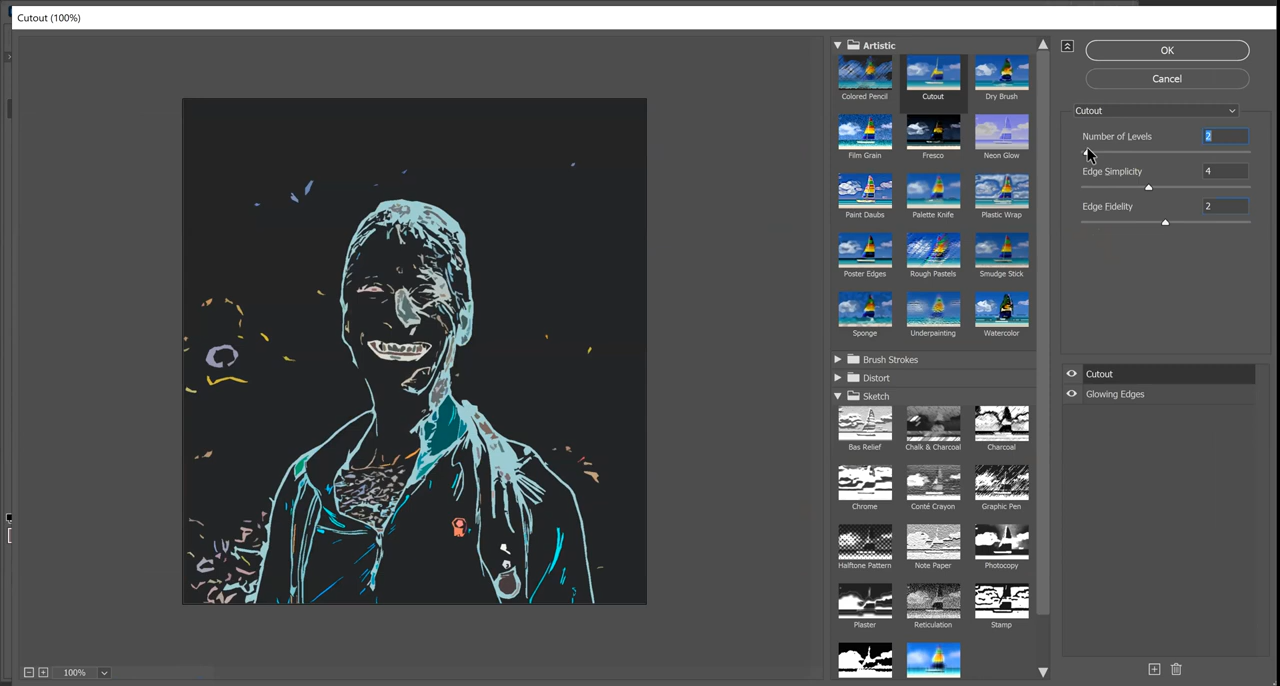 Cutout (100%)
Artistic
Colored Pencil
Cutout
Dry Brush
Film Grain
Fresco
Neon Glow
Paint Daubs
Palette Knife
Plastic Wrap
Poster Edges
Rough Pastels
Smudge Stick
Sponge
Underpainting
Watercolor
Brush Strokes
Distort
Sketch
Bas Relief
Chalk & Charcoal
Charcoal
Chrome
Conté Crayon
Graphic Pen
Halftone Pattern
Note Paper
Photocopy
Plaster
Reticulation
Stamp
OK
Cancel
Cutout
Number of Levels 2
Edge Simplicity 4
Edge Fidelity 2
Cutout
Glowing Edges
100%